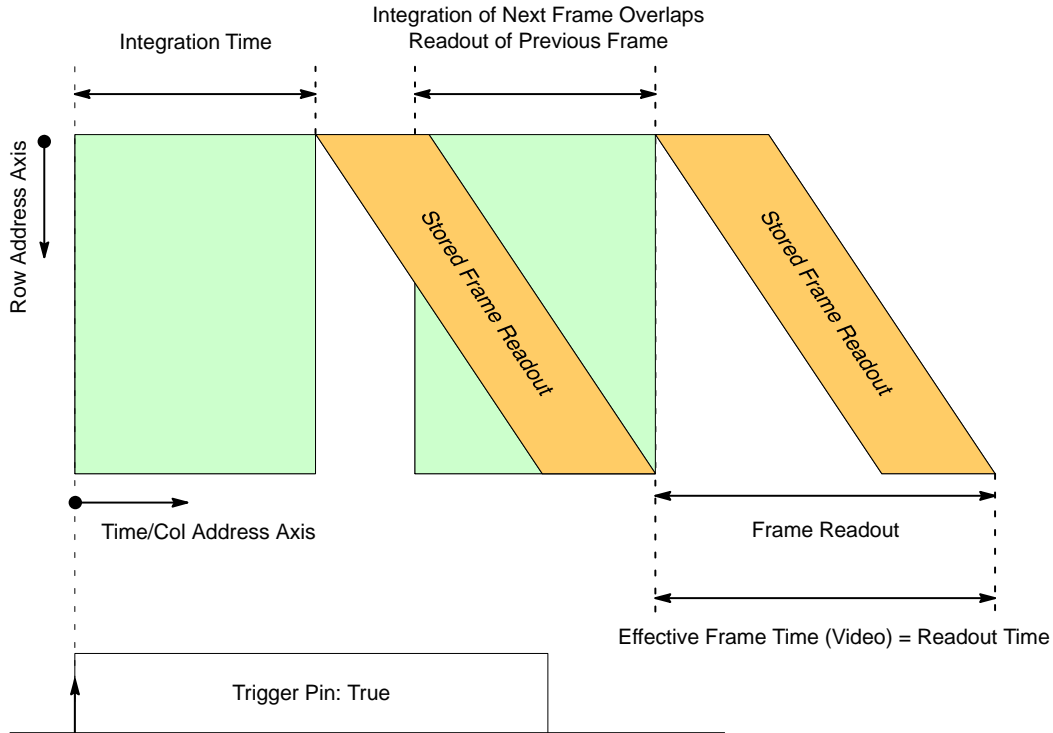 Integration Time
Integration of Next Frame Overlaps
Readout of Previous Frame
Row Address Axis
Stored Frame Readout
Stored Frame Readout
Time/Col Address Axis
Frame Readout
Effective Frame Time (Video) = Readout Time
Trigger Pin: True